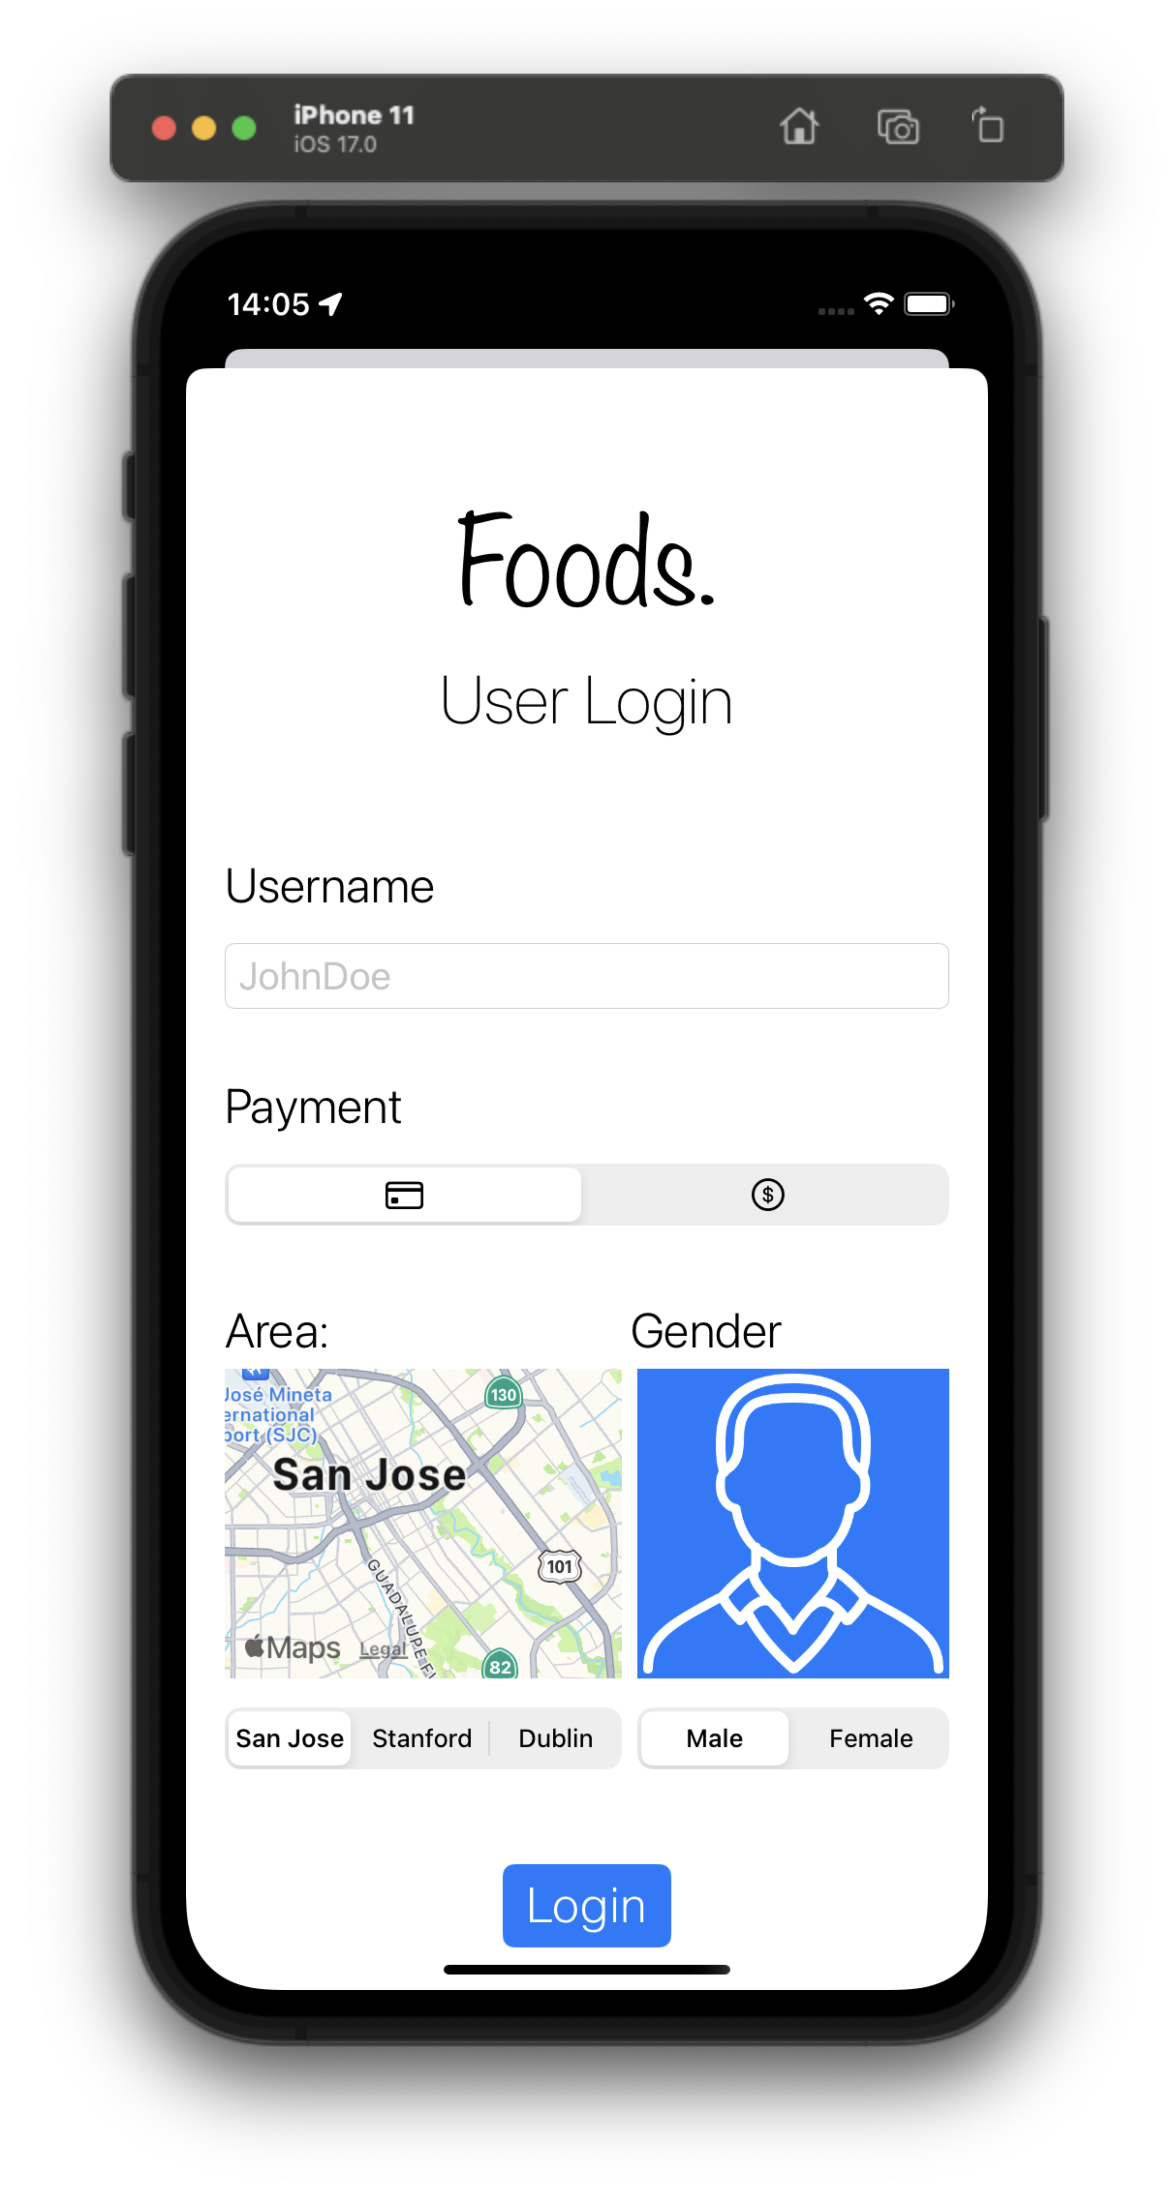 iPhone 11
iOS 17.0
14:05
Foods.
User Login
Username
JohnDoe
Payment
$
Area:
Gender
José Mineta
ernational
port (SJC)
130
San Jose
101
GUADALUPE F
Maps
Legal
82
San Jose
Stanford
Dublin
Male
Female
Login